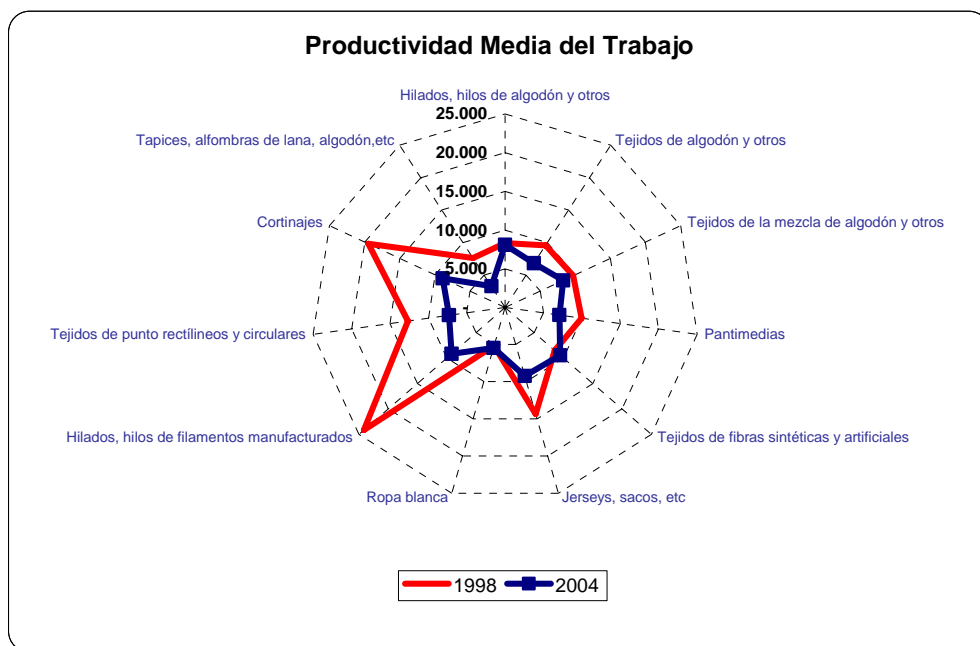 Productividad Media del Trabajo
Hilados, hilos de algodón y otros
25.000
Tapices, alfombras de lana, algodón,etc
Tejidos de algodón y otros
20.000
15.000
Cortinajes
Tejidos de la mezcla de algodón y otros
10.000
5.000
-
Tejidos de punto rectílineos y circulares
Pantimedias
Hilados, hilos de filamentos manufacturados
Tejidos de fibras sintéticas y artificiales
Ropa blanca
Jerseys, sacos, etc
1998 2004